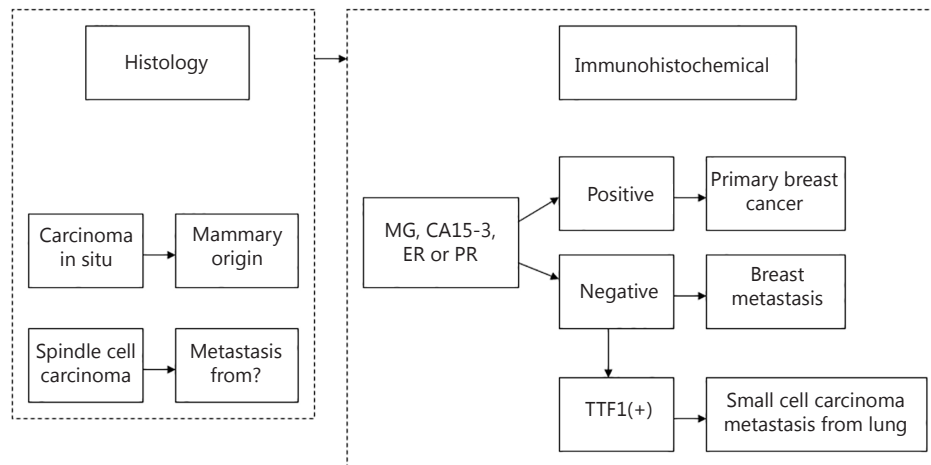 Histology
Carcinoma
in situ
Mammary
origin
Spindle cell
carcinoma
Metastasis
from?
Immunohistochemical
MG, CA15-3,
ER or PR
Positive
Primary breast
cancer
Negative
Breast
metastasis
TTF1(+)
Small cell carcinoma
metastasis from lung